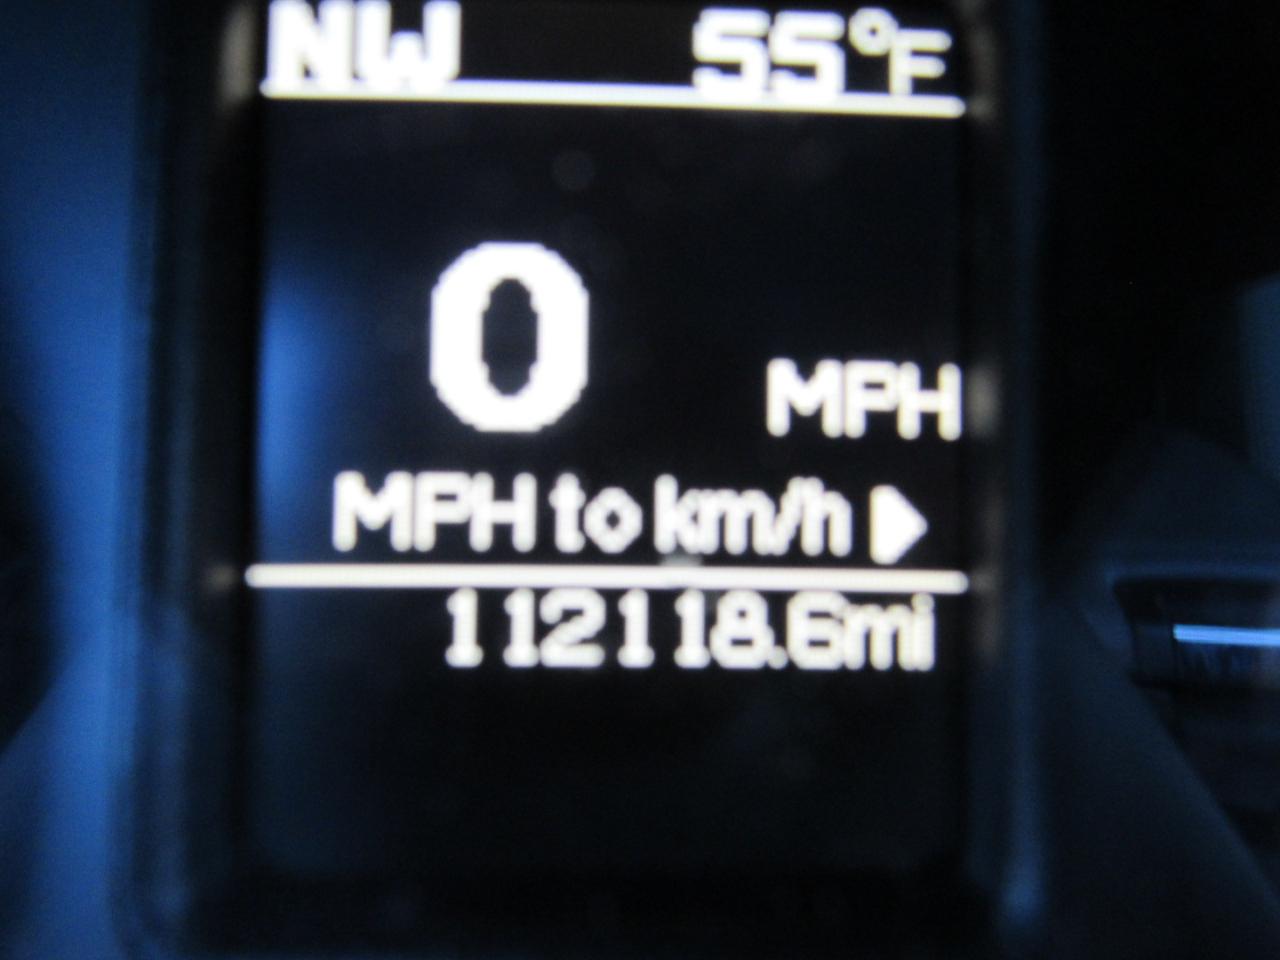 NW 55°F
0 MPH
MPH to km/h ▶
112118.6mi